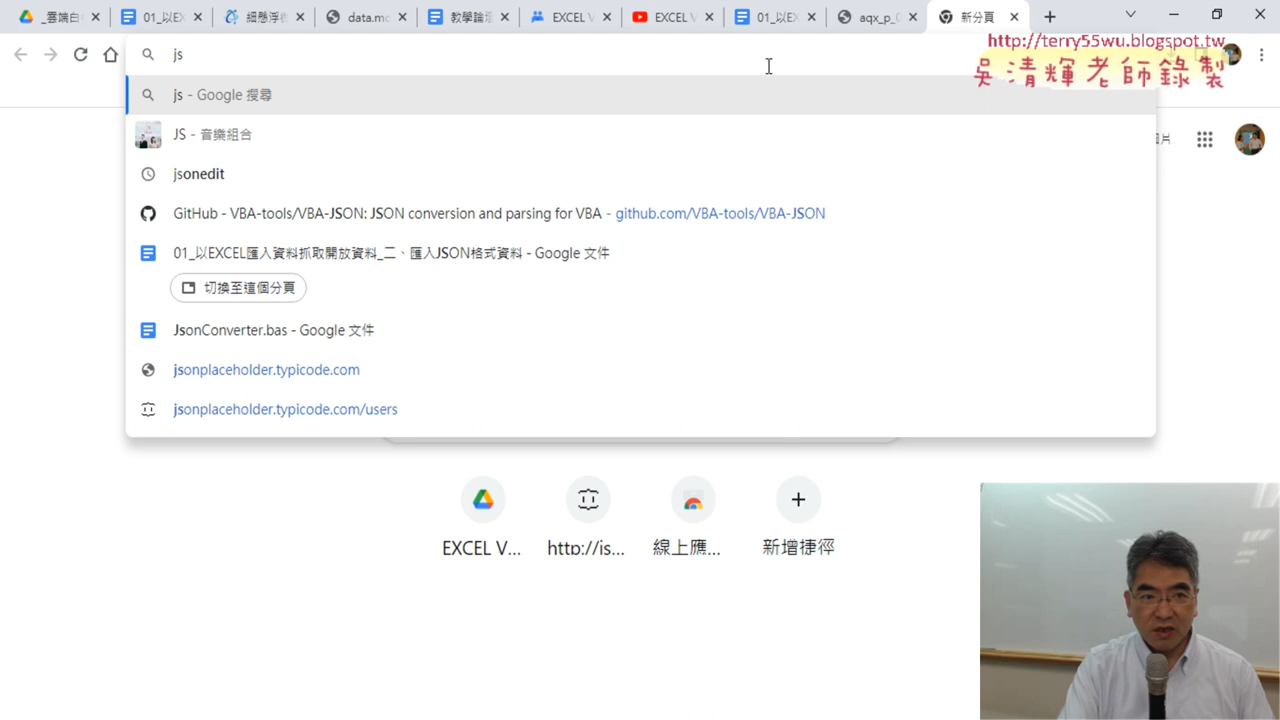 _雲端白
01_以EX
細懸浮微
data.mo
教學論壇
EXCEL V
EXCEL V
01_以EX
aqx_p_0
新分頁
http://terry55wu.blogspot.tw
吳清輝老師錄製
js
js - Google 搜尋
JS - 音樂組合
jsonedit
GitHub - VBA-tools/VBA-JSON: JSON conversion and parsing for VBA - github.com/VBA-tools/VBA-JSON
01_以EXCEL匯入資料抓取開放資料_二、匯入JSON格式資料 - Google 文件
切換至這個分頁
JsonConverter.bas - Google 文件
jsonplaceholder.typicode.com
jsonplaceholder.typicode.com/users
片
EXCEL V...
http://is...
線上應...
新增捷徑